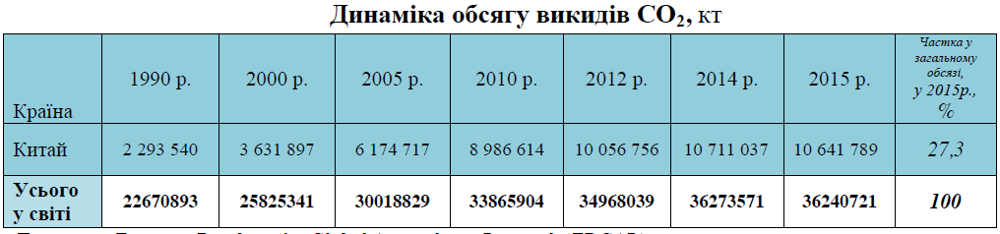 Динаміка обсягу викидів CO₂, кт
Країна 1990 р. 2000 р. 2005 р. 2010 р. 2012 р. 2014 р. 2015 р. Частка у
загальному
обсязі,
у 2015р.,
%
Китай 2 293 540 3 631 897 6 174 717 8 986 614 10 056 756 10 711 037 10 641 789 27,3
Усього
у світі 22670893 25825341 30018829 33865904 34968039 36273571 36240721 100